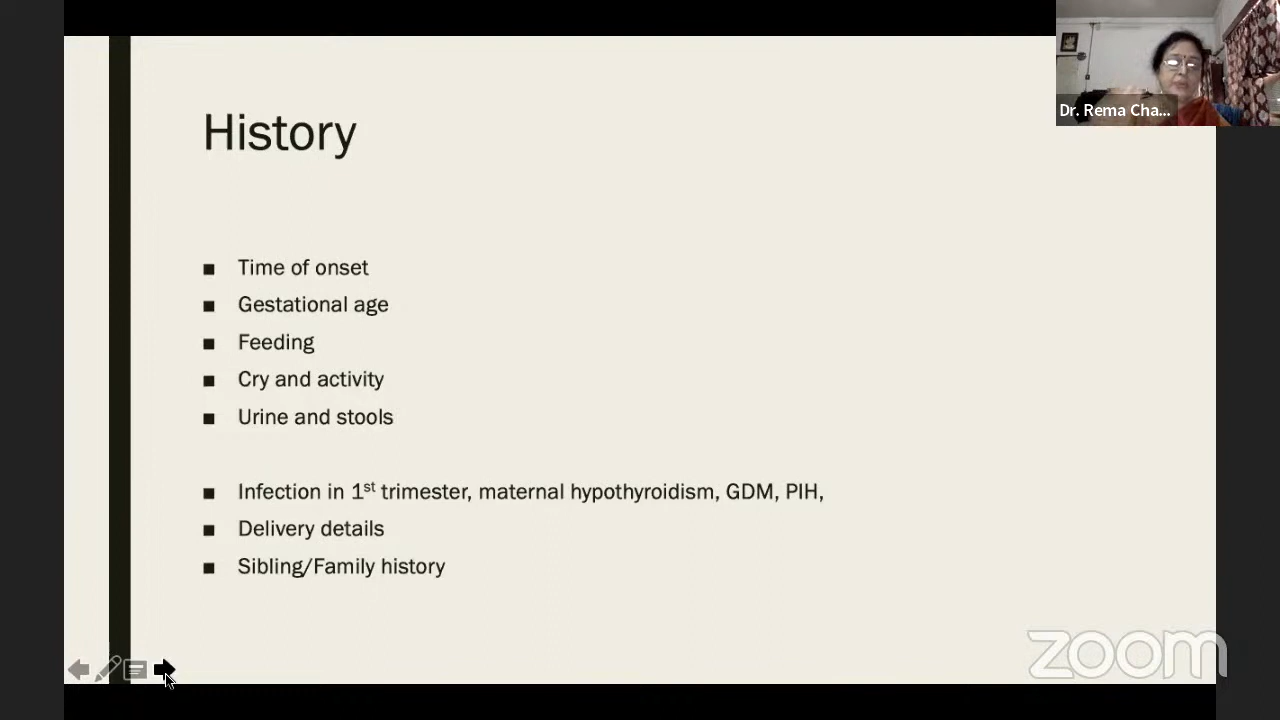 Dr. Rema Cha...
History
■ Time of onset
■ Gestational age
■ Feeding
■ Cry and activity
■ Urine and stools
■ Infection in 1st trimester, maternal hypothyroidism, GDM, PIH,
■ Delivery details
■ Sibling/Family history
zoom